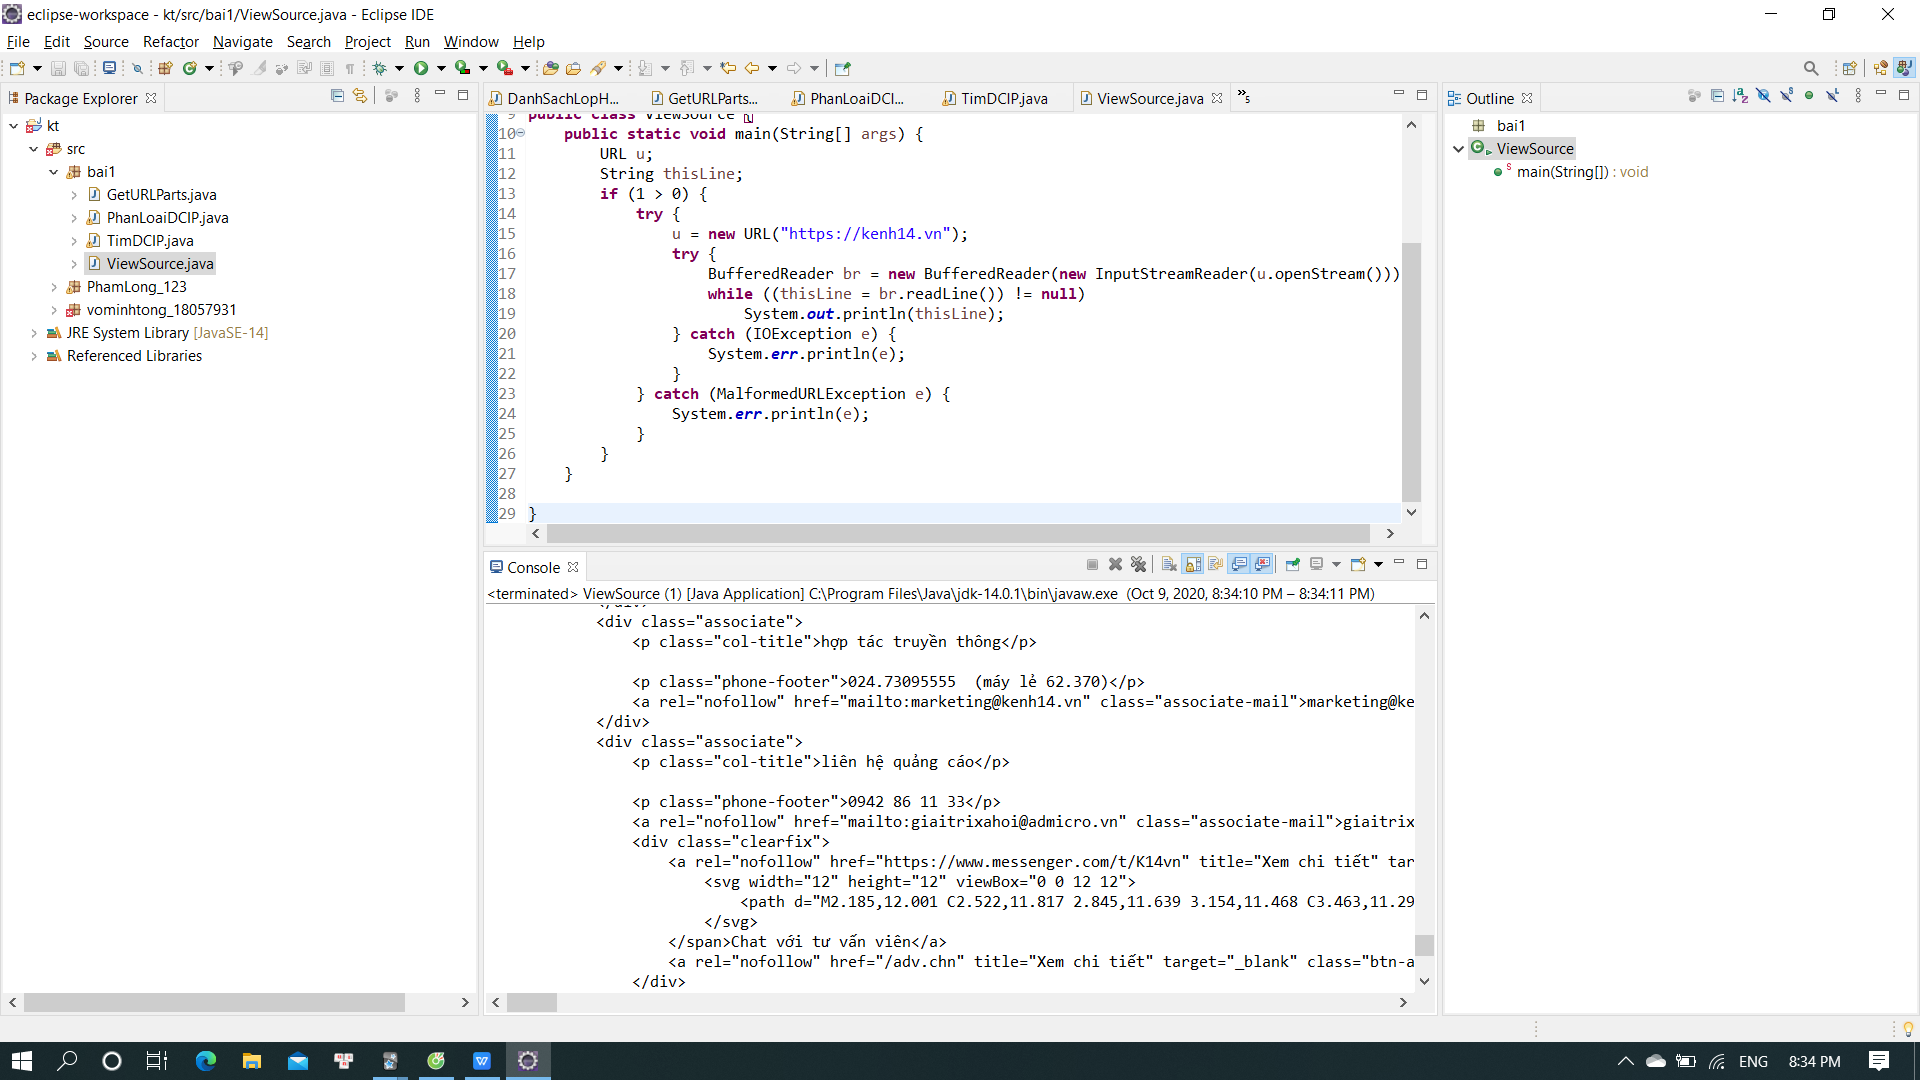 eclipse-workspace - kt/src/bai1/ViewSource.java - Eclipse IDE
File Edit Source Refactor Navigate Search Project Run Window Help
Package Explorer
kt
src
bai1
GetURLParts.java
PhanLoaiDCIP.java
TimDCIP.java
ViewSource.java
PhamLong_123
vominhtong_18057931
JRE System Library [JavaSE-14]
Referenced Libraries
DanhSachLopH... GetURLParts... PhanLoaiDCI... TimDCIP.java ViewSource.java »5
9 public class ViewSource {
10 public static void main(String[] args) {
11 URL u;
12 String thisLine;
13 if (1 > 0) {
14 try {
15 u = new URL("https://kenh14.vn");
16 try {
17 BufferedReader br = new BufferedReader(new InputStreamReader(u.openStream()))
18 while ((thisLine = br.readLine()) != null)
19 System.out.println(thisLine);
20 } catch (IOException e) {
21 System.err.println(e);
22 }
23 } catch (MalformedURLException e) {
24 System.err.println(e);
25 }
26 }
27 }
28
29 }
Console
<terminated> ViewSource (1) [Java Application] C:\Program Files\Java\jdk-14.0.1\bin\javaw.exe (Oct 9, 2020, 8:34:10 PM – 8:34:11 PM)
</div>
<div class="associate">
<p class="col-title">hợp tác truyền thông</p>
<p class="phone-footer">024.73095555 (máy lẻ 62.370)</p>
<a rel="nofollow" href="mailto:marketing@kenh14.vn" class="associate-mail">marketing@ke
</div>
<div class="associate">
<p class="col-title">liên hệ quảng cáo</p>
<p class="phone-footer">0942 86 11 33</p>
<a rel="nofollow" href="mailto:giaitrixahoi@admicro.vn" class="associate-mail">giaitrix
<div class="clearfix">
<a rel="nofollow" href="https://www.messenger.com/t/K14vn" title="Xem chi tiết" tar
<svg width="12" height="12" viewBox="0 0 12 12">
<path d="M2.185,12.001 C2.522,11.817 2.845,11.639 3.154,11.468 C3.463,11.29
</svg>
</span>Chat với tư vấn viên</a>
<a rel="nofollow" href="/adv.chn" title="Xem chi tiết" target="_blank" class="btn-a
</div>
Outline
bai1
ViewSource
main(String[]) : void
ENG 8:34 PM